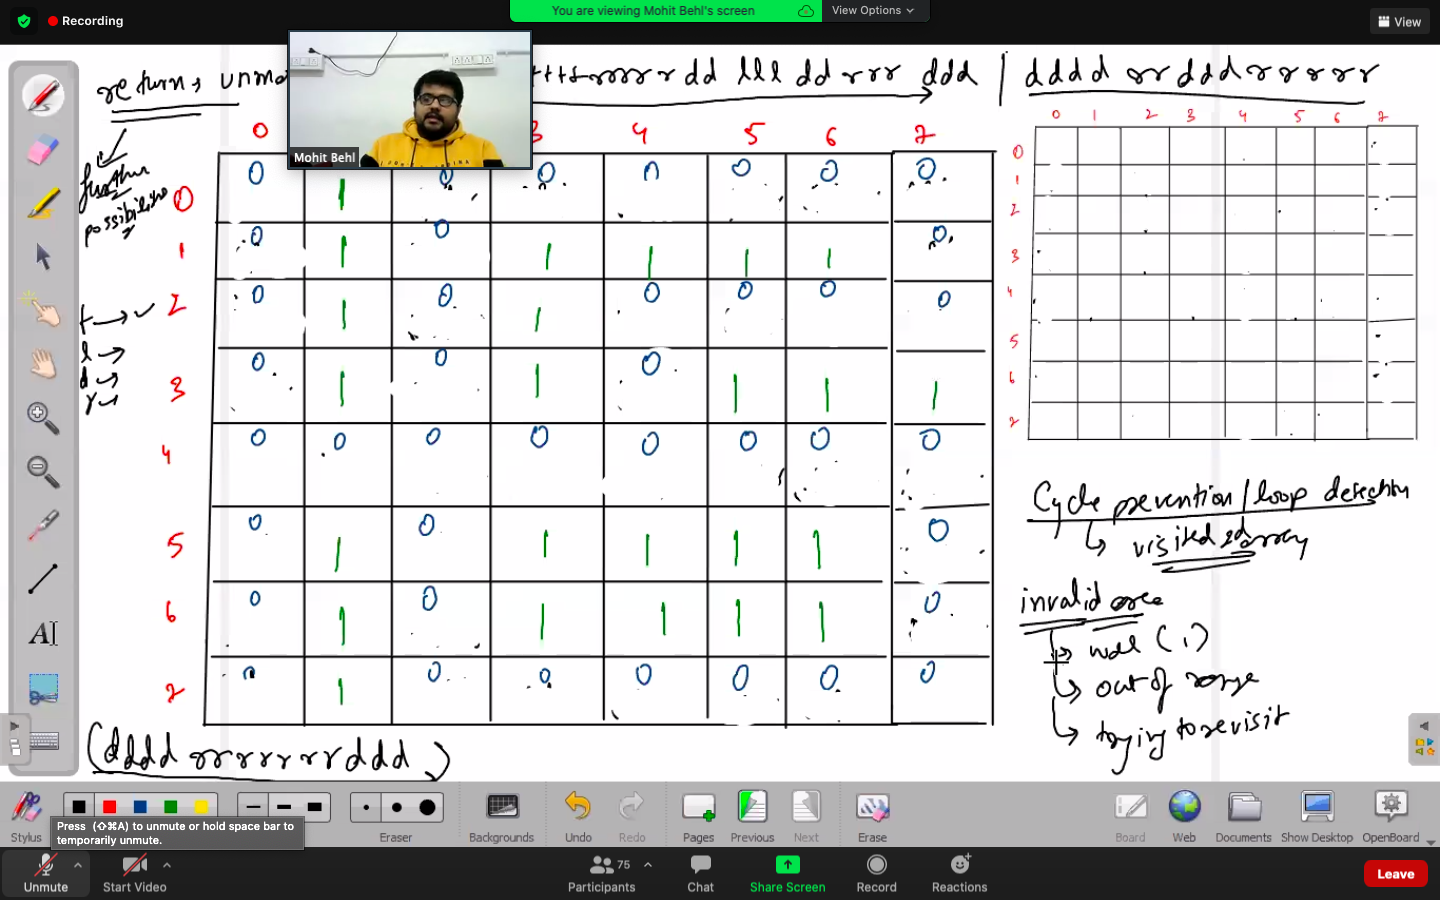 You are viewing Mohit Behl's screen
View Options
Recording
View
return,
rrrrr dd lll dd rrr ddd | dddd rr ddd rrrrr
Mohit Behl
further
possibilities
t → ✓
l →
d →
r →
0 3 4 5 6 7
0 0 1 0 0 0 0 0 0
1 0 1 0 1 1 1 1 0
2 0 1 0 1 0 0 0 0
3 0 1 0 1 0 1 1 1
4 0 0 0 0 0 0 0 0
5 0 1 0 1 1 1 1 0
6 0 1 0 1 1 1 1 0
7 0 1 0 0 0 0 0 0
(dddd rrrrrrr ddd)
0 1 2 3 4 5 6 7
0
1
2
3
4
5
6
7
Cycle prevention/loop detection
visited 2d array
invalid area
wall (1)
out of range
trying to revisit
Stylus
Eraser
Backgrounds
Undo
Redo
Pages
Previous
Next
Erase
Board
Web
Documents
Show Desktop
OpenBoard
Press (⇧⌘A) to unmute or hold space bar to
temporarily unmute.
Unmute
Start Video
75
Participants
Chat
Share Screen
Record
Reactions
Leave